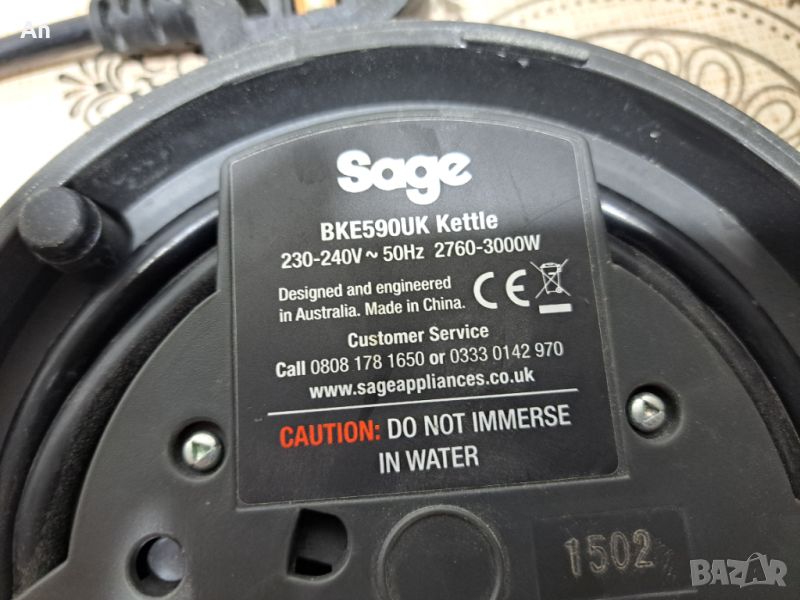 An
Sage
BKE590UK Kettle
230-240V ~ 50Hz 2760-3000W
Designed and engineered
in Australia. Made in China.
CE
Customer Service
Call 0808 178 1650 or 0333 0142 970
www.sageappliances.co.uk
CAUTION: DO NOT IMMERSE
IN WATER
1502
BAZAR